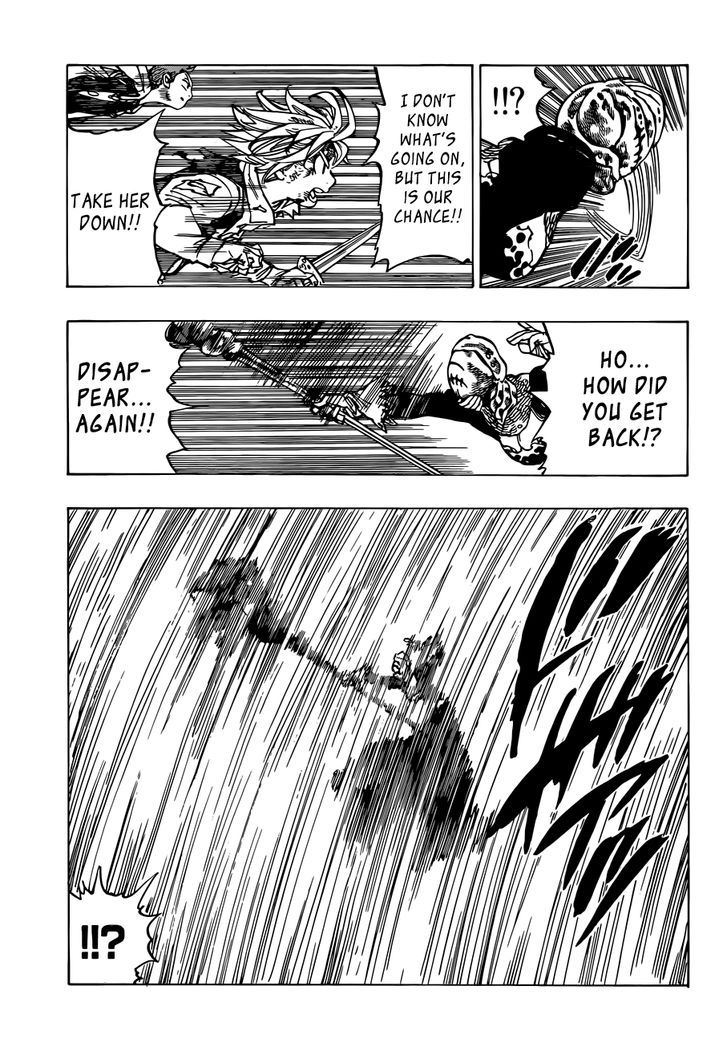 !!?
I DON'T
KNOW
WHAT'S
GOING ON,
BUT THIS
IS OUR
CHANCE!!
TAKE HER
DOWN!!
HO...
HOW DID
YOU GET
BACK!?
DISAP-
PEAR...
AGAIN!!
!!?